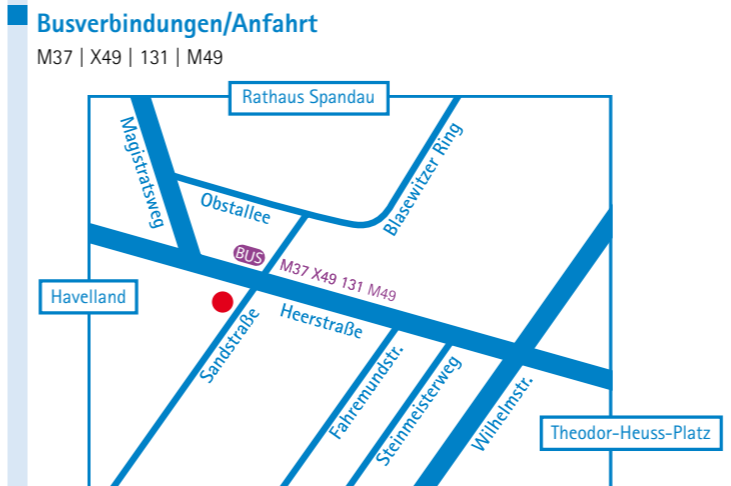 Busverbindungen/Anfahrt
M37 | X49 | 131 | M49
Rathaus Spandau
Magistratsweg
Blasewitzer Ring
Obstallee
BUS
M37 X49 131 M49
Havelland
Heerstraße
Sandstraße
Fahremundstr.
Steinmeisterweg
Wilhelmstr.
Theodor-Heuss-Platz